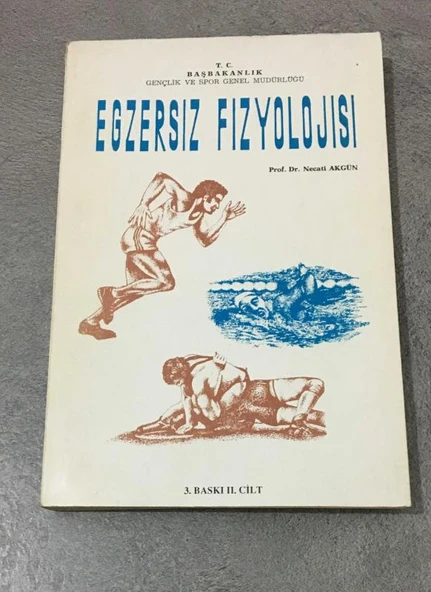 T. C.
BAŞBAKANLIK
GENÇLİK VE SPOR GENEL MÜDÜRLÜĞÜ
EGZERSIZ FIZYOLOJISI
Prof. Dr. Necati AKGÜN
3. BASKI II. CİLT